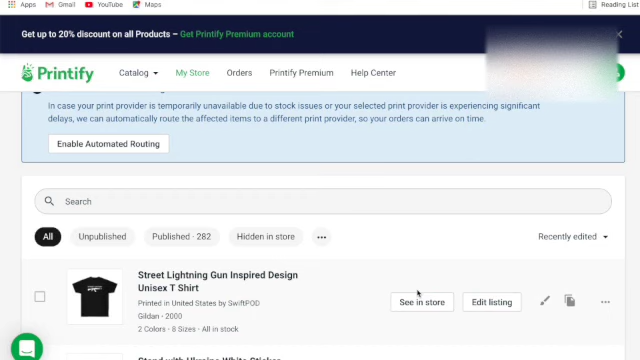 Apps Gmail YouTube Maps Reading List
Get up to 20% discount on all Products – Get Printify Premium account
Printify Catalog My Store Orders Printify Premium Help Center
In case your print provider is temporarily unavailable due to stock issues or your selected print provider is experiencing significant
delays, we can automatically route the affected items to a different print provider, so your orders can arrive on time.
Enable Automated Routing
Search
All Unpublished Published · 282 Hidden in store Recently edited
Street Lightning Gun Inspired Design
Unisex T Shirt
Printed in United States by SwiftPOD
Gildan · 2000
2 Colors · 8 Sizes · All in stock
See in store Edit listing
Stand with Ukraine White Sticker